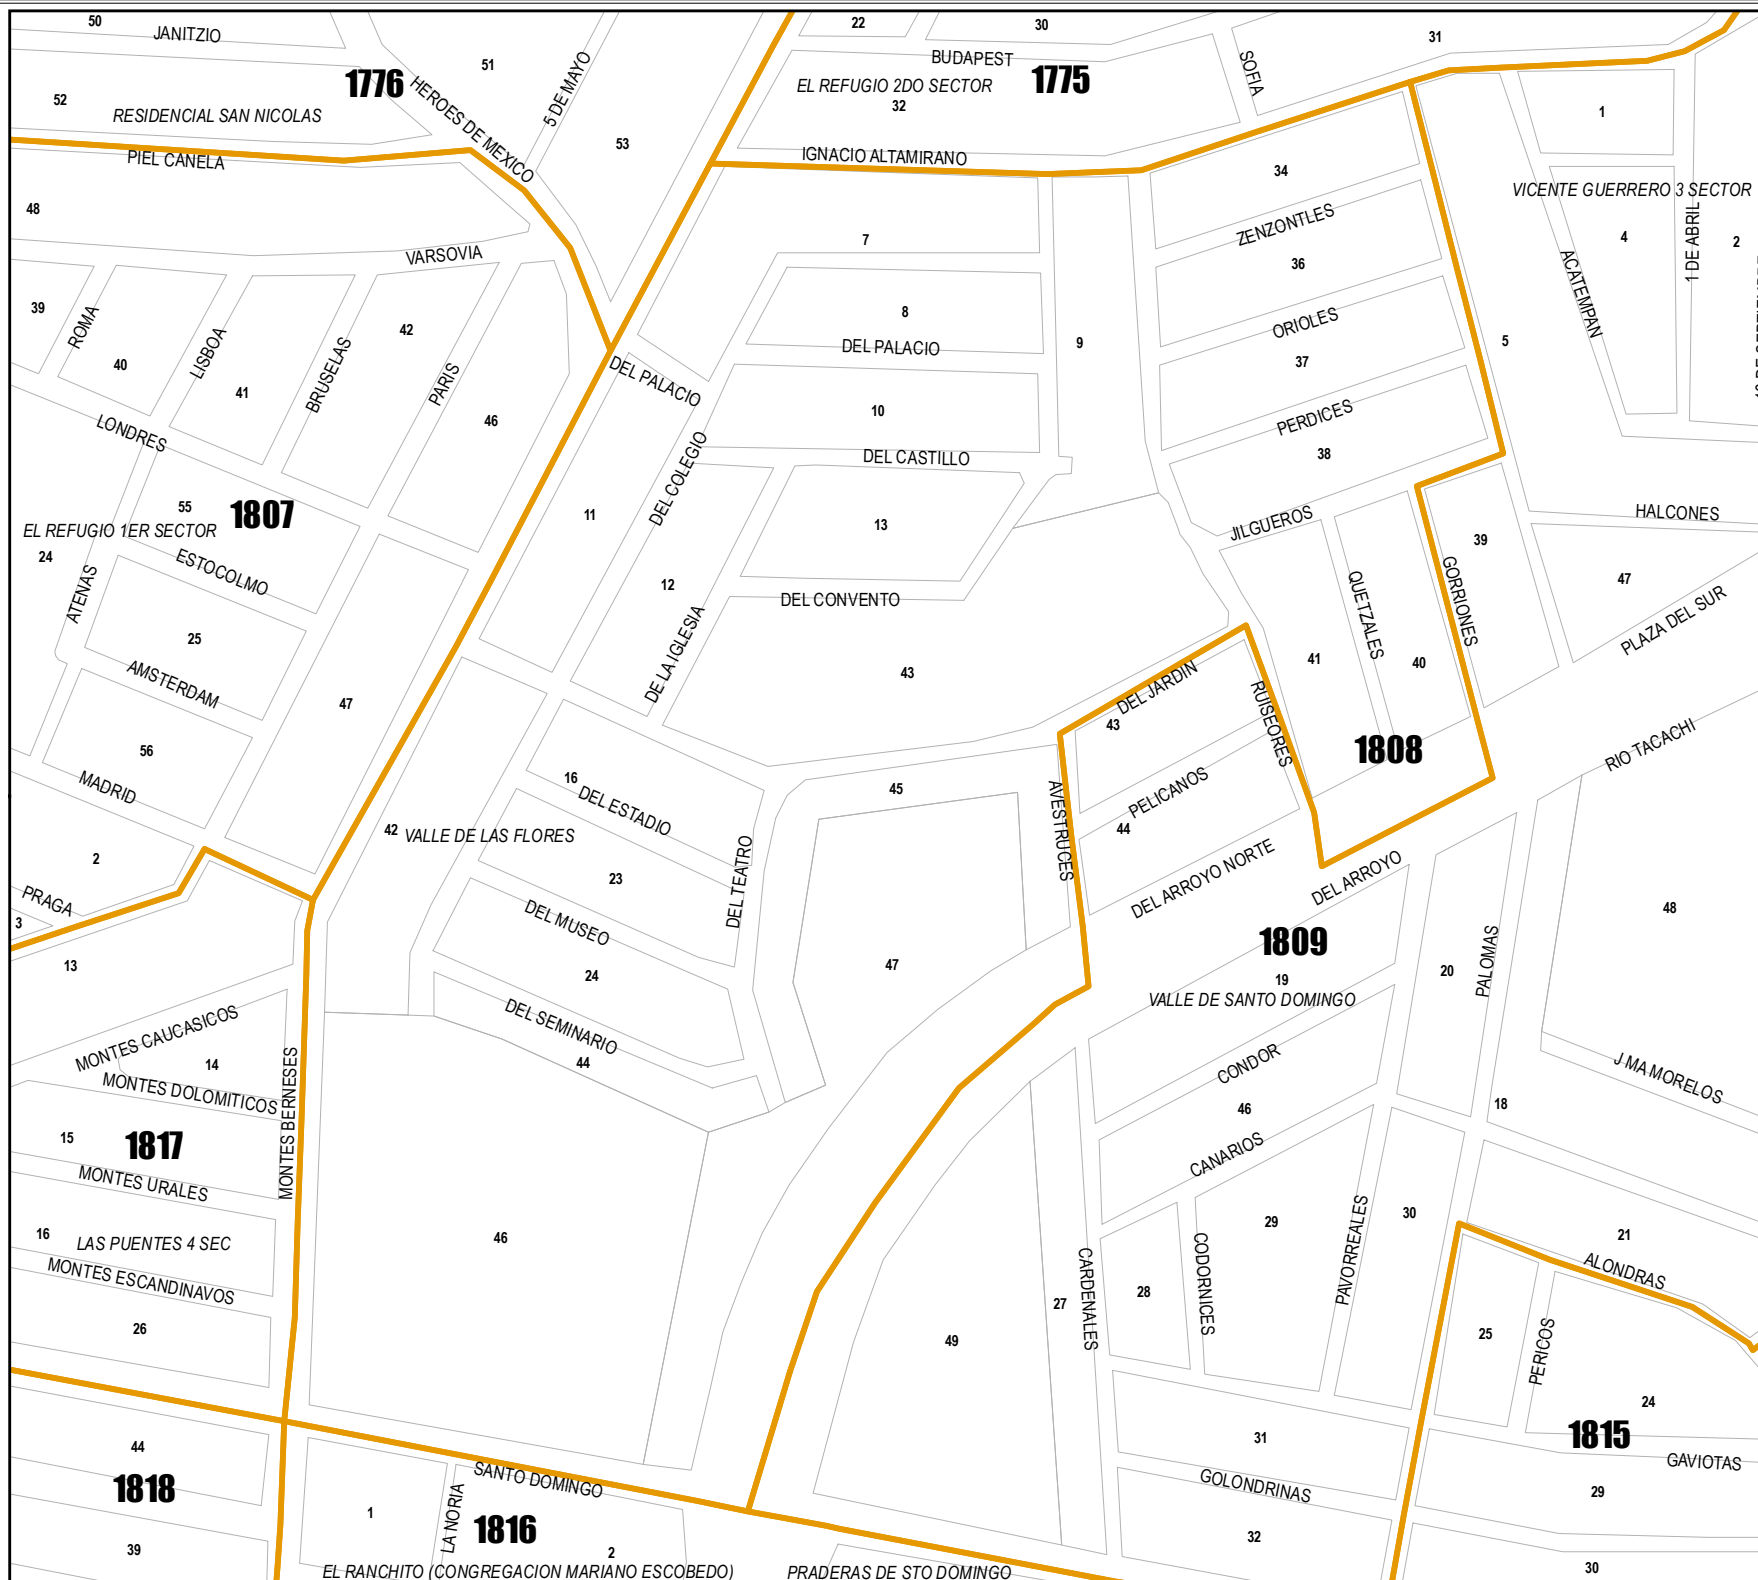 50
JANITZIO
22
30
31
51
5 DE MAYO
BUDAPEST
SOFIA
1776
HEROES DE MEXICO
EL REFUGIO 2DO SECTOR
1775
52
32
1
RESIDENCIAL SAN NICOLAS
53
PIEL CANELA
IGNACIO ALTAMIRANO
34
VICENTE GUERRERO 3 SECTOR
48
ZENZONTLES
7
4
1 DE ABRIL
2
VARSOVIA
36
ACATEMPAN
39
ROMA
8
ORIOLES
LISBOA
42
DEL PALACIO
9
5
40
BRUSELAS
PARIS
DEL PALACIO
37
41
10
PERDICES
LONDRES
46
DEL COLEGIO
DEL CASTILLO
38
55
1807
11
13
JILGUEROS
HALCONES
EL REFUGIO 1ER SECTOR
39
24
ESTOCOLMO
12
QUETZALES
GORRIONES
47
ATENAS
DEL CONVENTO
PLAZA DEL SUR
25
DE LA IGLESIA
41
40
AMSTERDAM
43
DEL JARDIN
47
43
RUISEORES
56
1808
RIO TACACHI
MADRID
16
DEL ESTADIO
45
AVESTRUCES
PELICANOS
42
VALLE DE LAS FLORES
44
2
23
DEL TEATRO
DEL ARROYO NORTE
DEL ARROYO
PRAGA
3
DEL MUSEO
48
1809
13
47
20
PALOMAS
24
19
VALLE DE SANTO DOMINGO
MONTES CAUCASICOS
DEL SEMINARIO
14
MONTES BERNESES
44
CONDOR
J MA MORELOS
MONTES DOLOMITICOS
46
18
15
1817
CANARIOS
MONTES URALES
29
PAVORREALES
30
16
LAS PUENTES 4 SEC
46
21
MONTES ESCANDINAVOS
CARDENALES
CODORNICES
ALONDRAS
28
27
26
49
25
PERICOS
24
44
31
1815
GAVIOTAS
1818
SANTO DOMINGO
GOLONDRINAS
29
1
LA NORIA
1816
32
39
2
30
EL RANCHITO (CONGREGACION MARIANO ESCOBEDO)
PRADERAS DE STO DOMINGO